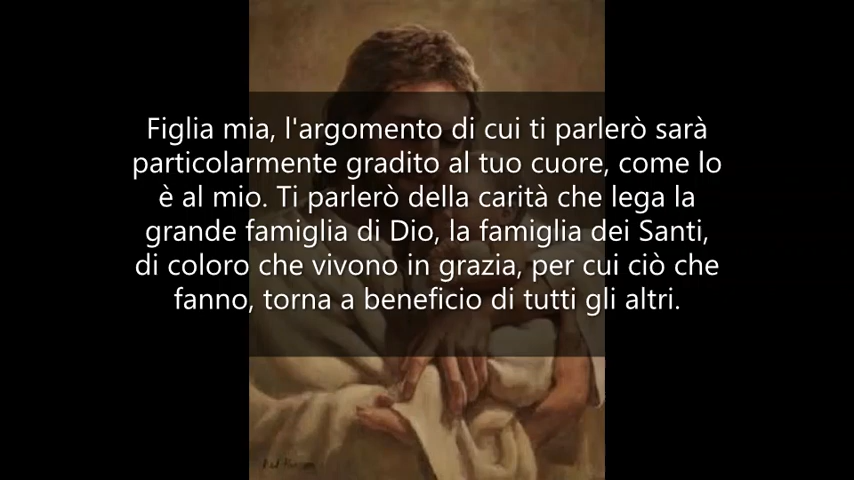 Figlia mia, l'argomento di cui ti parlerò sarà
particolarmente gradito al tuo cuore, come lo
è al mio. Ti parlerò della carità che lega la
grande famiglia di Dio, la famiglia dei Santi,
di coloro che vivono in grazia, per cui ciò che
fanno, torna a beneficio di tutti gli altri.